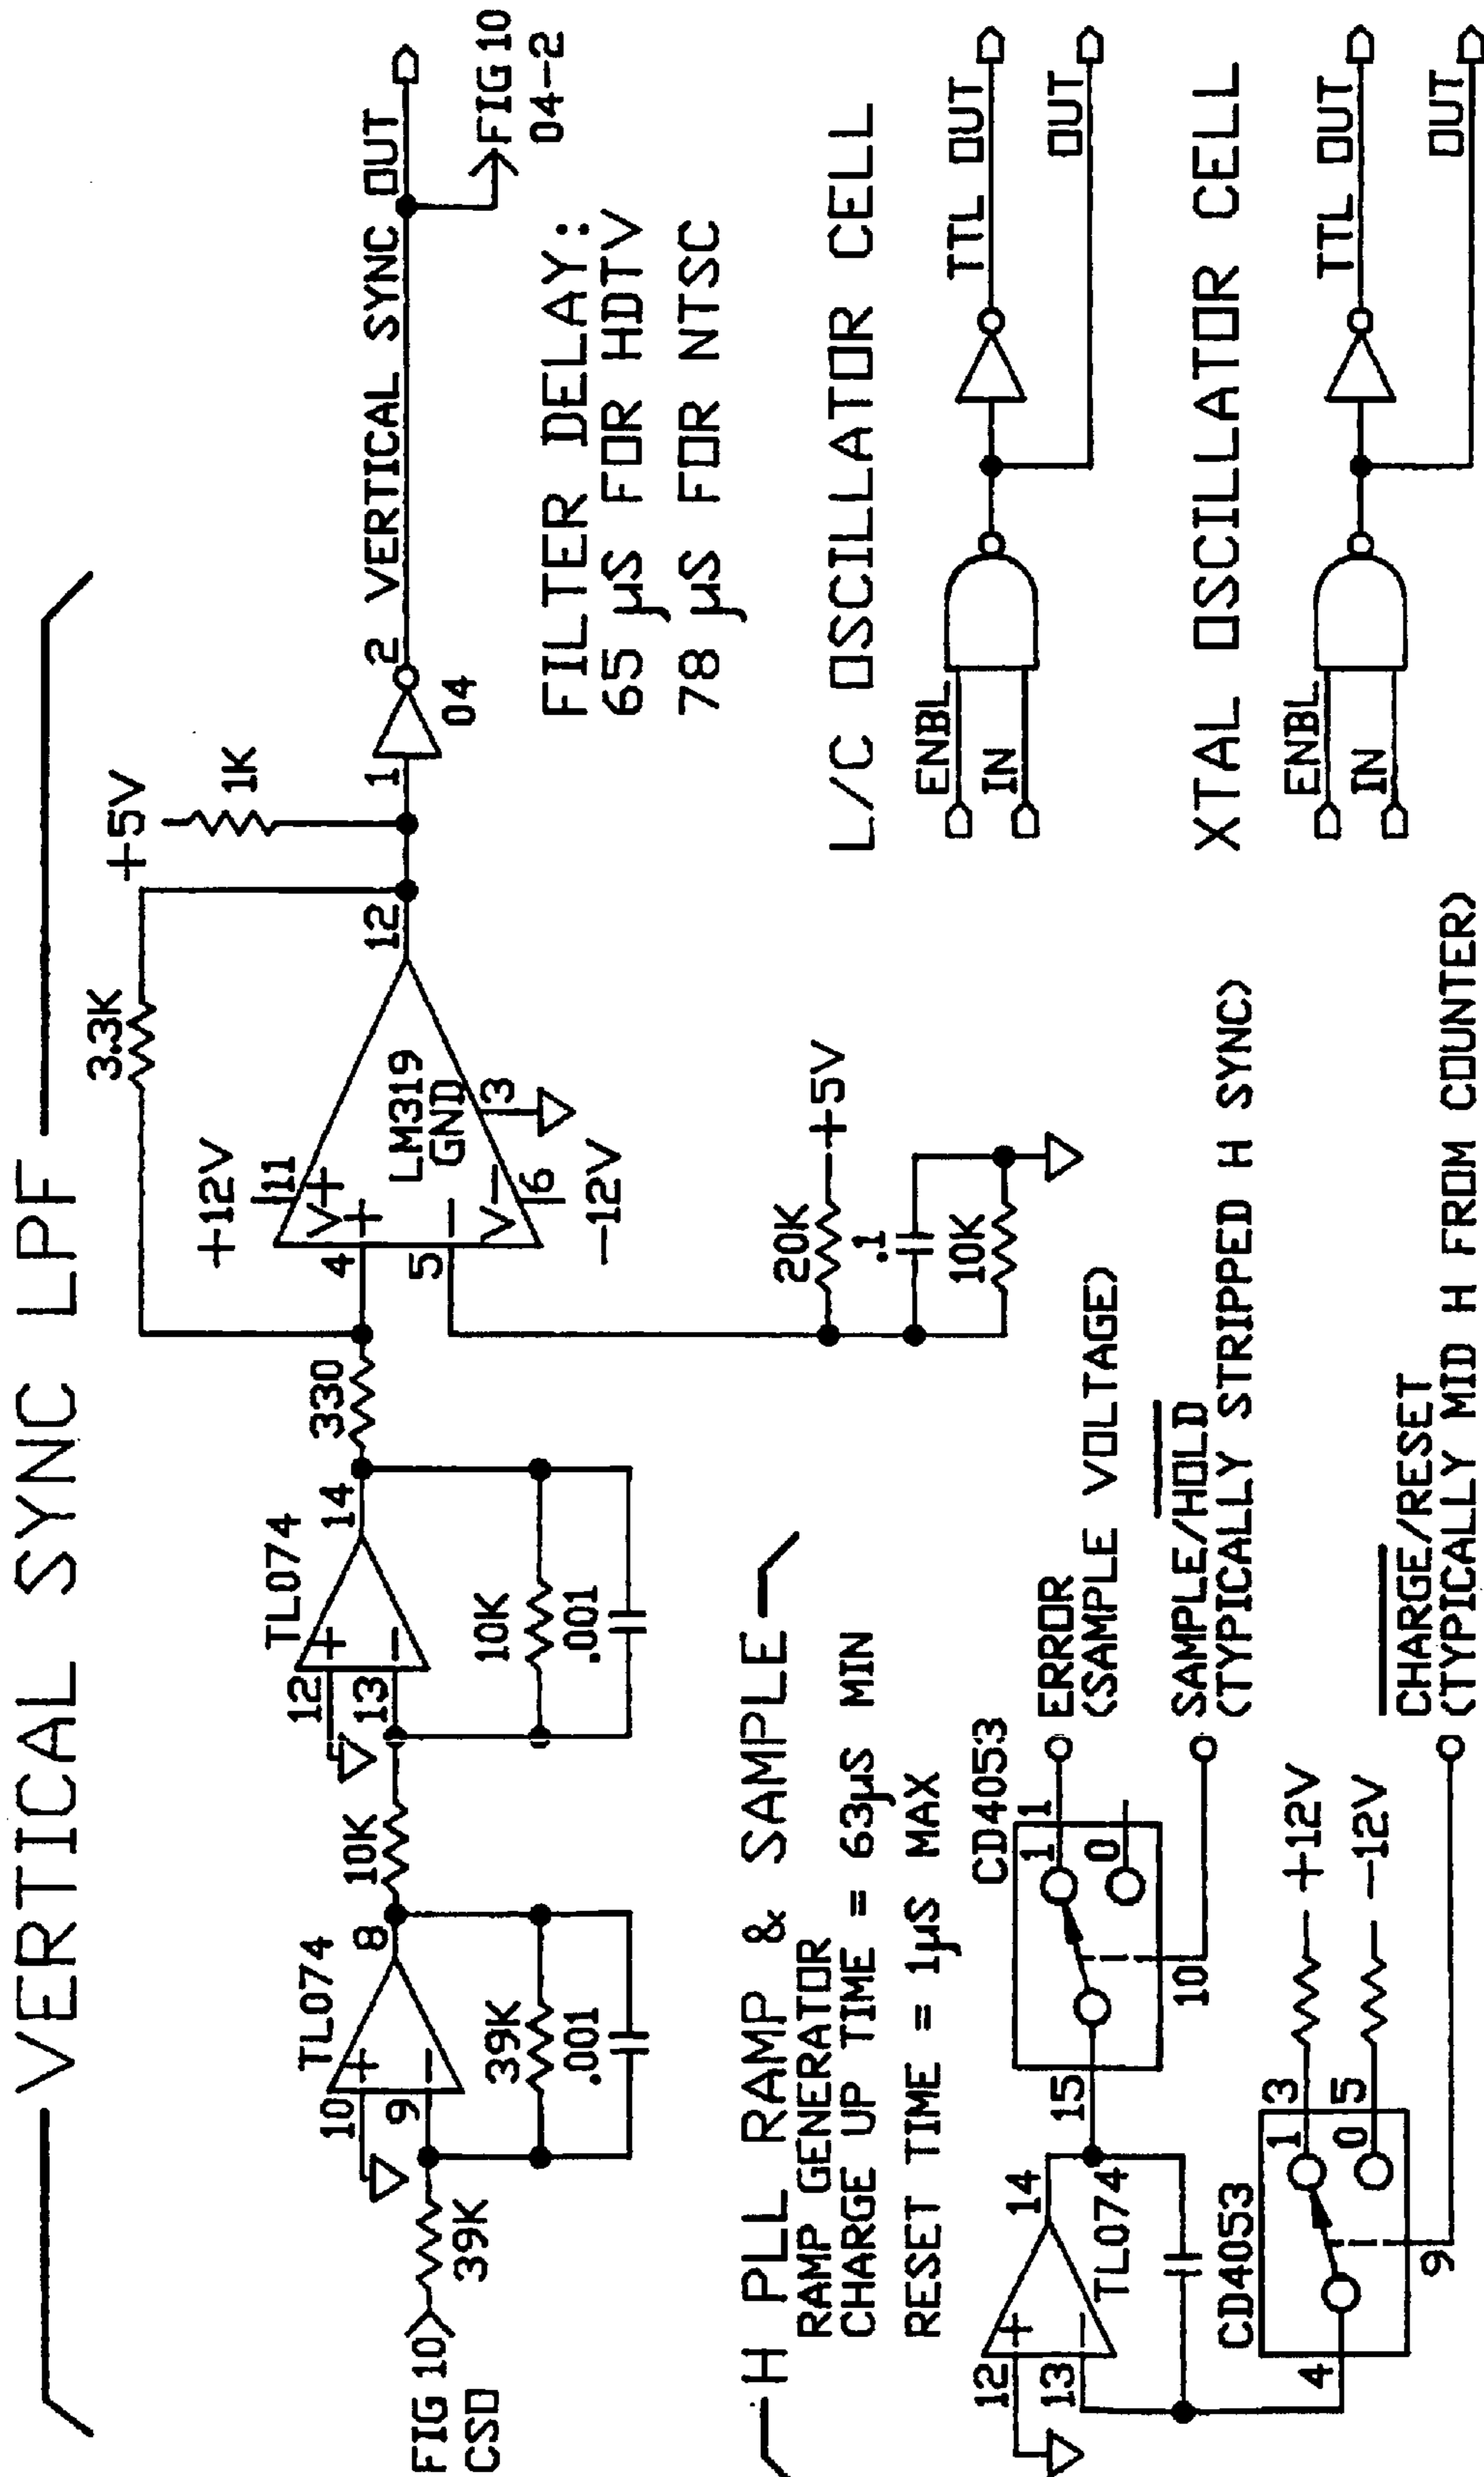 VERTICAL SYNC LPF
FIG 10
CSD
39K
10
9
TL074
8
39K
.001
10K
12
13
TL074
14
10K
.001
330
3.3K
+12V
11
V+
4
5
LM319
GND
3
V-
6
-12V
12
+5V
1K
1
2
04
VERTICAL SYNC OUT
FIG 10
04-2
20K
+5V
.1
10K
FILTER DELAY:
65 µS FOR HDTV
78 µS FOR NTSC
H PLL RAMP & SAMPLE
RAMP GENERATOR
CHARGE UP TIME = 63µS MIN
RESET TIME = 1µS MAX
12
13
14
TL074
15
CD4053
1
1
0
10
ERROR
(SAMPLE VOLTAGE)
SAMPLE/HOLD
(TYPICALLY STRIPPED H SYNC)
CD4053
4
1
3
0
5
9
+12V
-12V
CHARGE/RESET
(TYPICALLY MID H FROM COUNTER)
L/C OSCILLATOR CELL
ENBL
IN
TTL OUT
OUT
XTAL OSCILLATOR CELL
ENBL
IN
TTL OUT
OUT